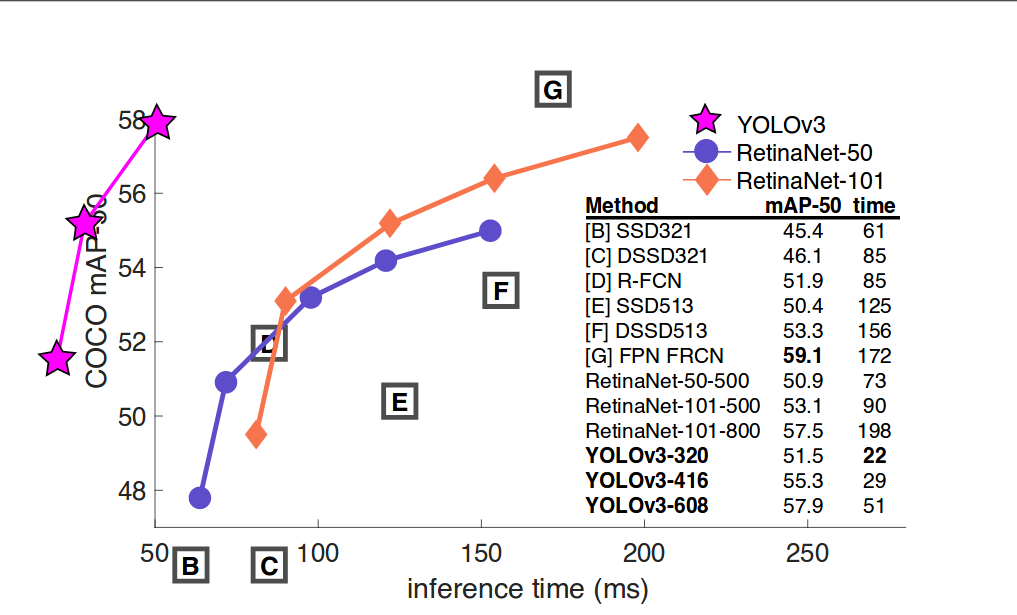 G
58
YOLOv3
RetinaNet-50
RetinaNet-101
56
COCO mAP-50
54
52
50
48
D
F
E
Method mAP-50 time
[B] SSD321 45.4 61
[C] DSSD321 46.1 85
[D] R-FCN 51.9 85
[E] SSD513 50.4 125
[F] DSSD513 53.3 156
[G] FPN FRCN 59.1 172
RetinaNet-50-500 50.9 73
RetinaNet-101-500 53.1 90
RetinaNet-101-800 57.5 198
YOLOv3-320 51.5 22
YOLOv3-416 55.3 29
YOLOv3-608 57.9 51
50 100 150 200 250
B C
inference time (ms)